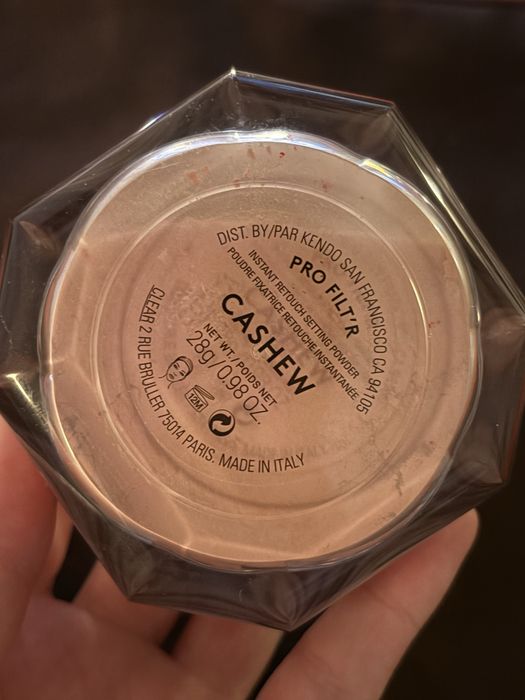 DIST. BY/PAR KENDO SAN FRANCISCO CA 94105
PRO FILT'R
INSTANT RETOUCH SETTING POWDER
POUDRE FIXATRICE RETOUCHE INSTANTANÉE
CASHEW
NET WT./POIDS NET
28g/0.98 OZ.
12M
CLEAR 2 RUE BRULLER 75014 PARIS. MADE IN ITALY